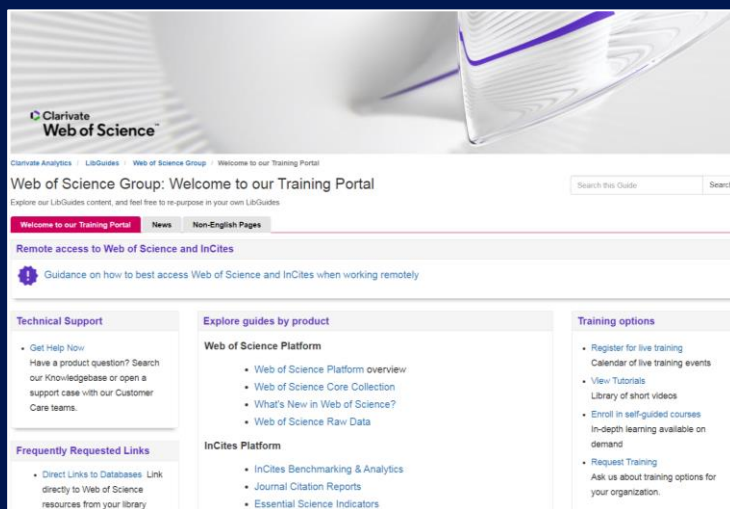 Clarivate
Web of Science™
Clarivate Analytics / LibGuides / Web of Science Group / Welcome to our Training Portal
Web of Science Group: Welcome to our Training Portal
Search this Guide
Search
Explore our LibGuides content, and feel free to re-purpose in your own LibGuides
Welcome to our Training Portal
News
Non-English Pages
Remote access to Web of Science and InCites
Guidance on how to best access Web of Science and InCites when working remotely
Technical Support
• Get Help Now
Have a product question? Search
our Knowledgebase or open a
support case with our Customer
Care teams.
Frequently Requested Links
• Direct Links to Databases Link
directly to Web of Science
resources from your library
Explore guides by product
Web of Science Platform
• Web of Science Platform overview
• Web of Science Core Collection
• What's New in Web of Science?
• Web of Science Raw Data
InCites Platform
• InCites Benchmarking & Analytics
• Journal Citation Reports
• Essential Science Indicators
Training options
• Register for live training
Calendar of live training events
• View Tutorials
Library of short videos
• Enroll in self-guided courses
In-depth learning available on
demand
• Request Training
Ask us about training options for
your organization.